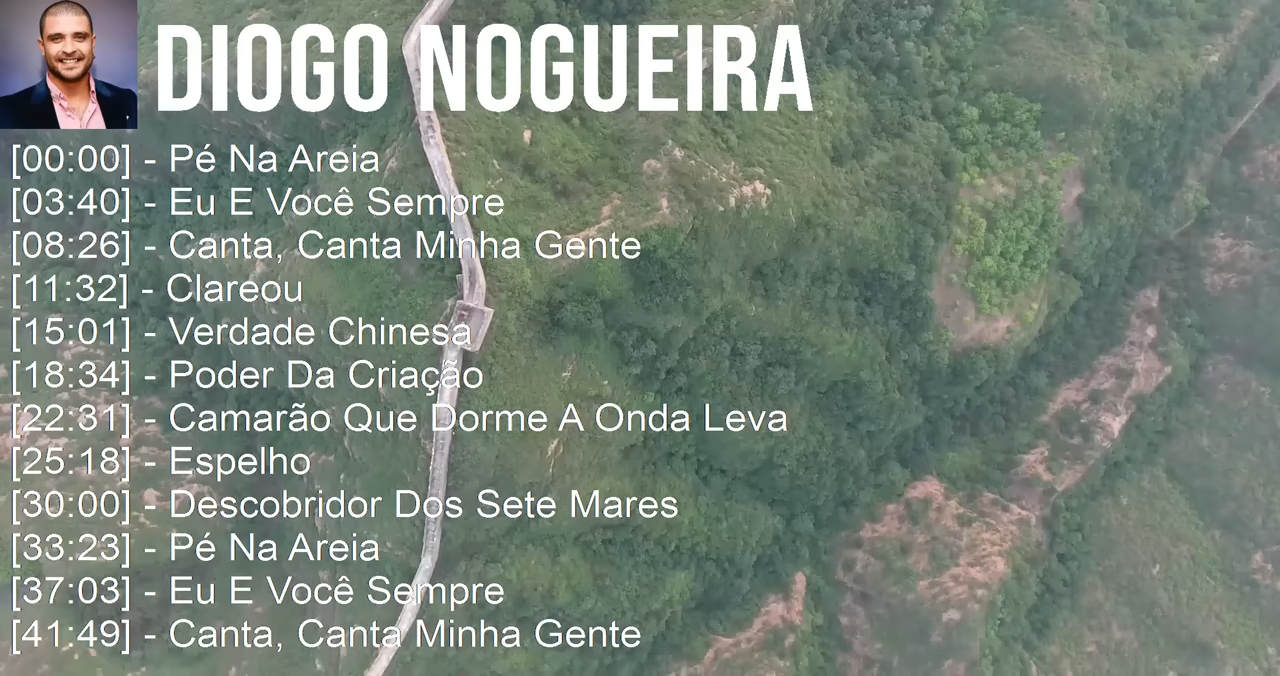 DIOGO NOGUEIRA
[00:00] - Pé Na Areia
[03:40] - Eu E Você Sempre
[08:26] - Canta, Canta Minha Gente
[11:32] - Clareou
[15:01] - Verdade Chinesa
[18:34] - Poder Da Criação
[22:31] - Camarão Que Dorme A Onda Leva
[25:18] - Espelho
[30:00] - Descobridor Dos Sete Mares
[33:23] - Pé Na Areia
[37:03] - Eu E Você Sempre
[41:49] - Canta, Canta Minha Gente